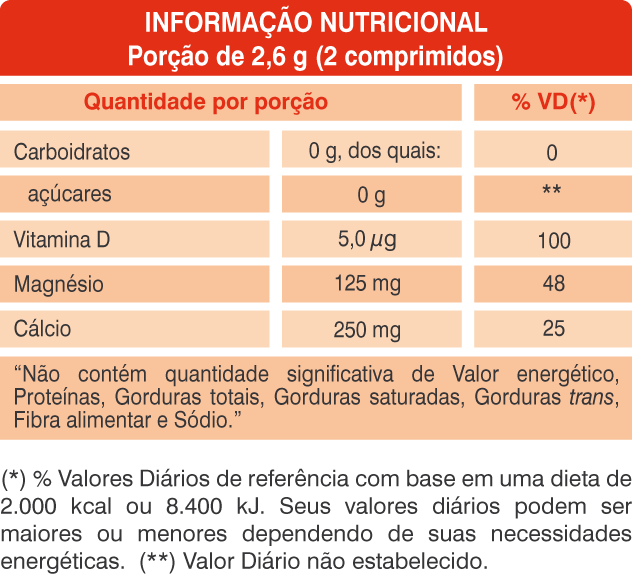 INFORMAÇÃO NUTRICIONAL
Porção de 2,6 g (2 comprimidos)
Quantidade por porção % VD(*)
Carboidratos 0 g, dos quais: 0
açúcares 0 g **
Vitamina D 5,0 µg 100
Magnésio 125 mg 48
Cálcio 250 mg 25
“Não contém quantidade significativa de Valor energético,
Proteínas, Gorduras totais, Gorduras saturadas, Gorduras trans,
Fibra alimentar e Sódio.”
(*) % Valores Diários de referência com base em uma dieta de
2.000 kcal ou 8.400 kJ. Seus valores diários podem ser
maiores ou menores dependendo de suas necessidades
energéticas. (**) Valor Diário não estabelecido.